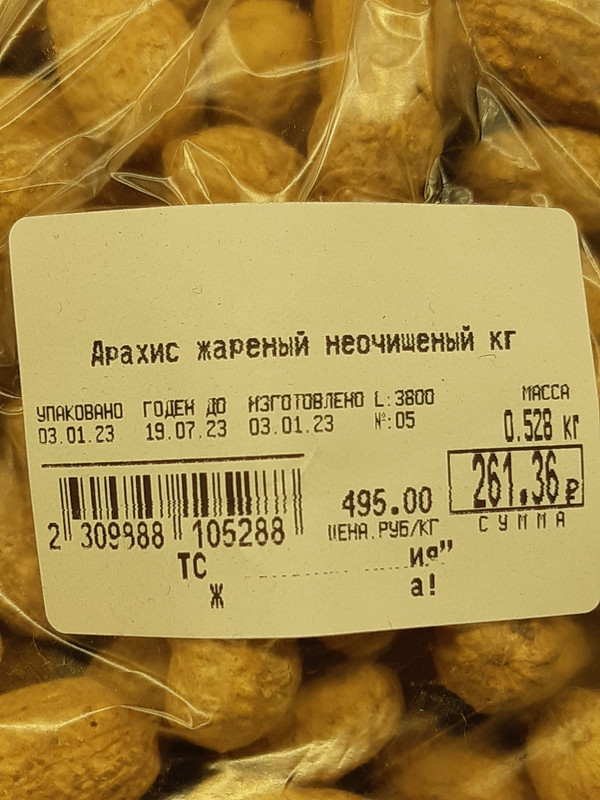 Арахис жареный неочищеный кг
УПАКОВАНО ГОДЕН ДО ИЗГОТОВЛЕНО L:3800 МАССА
03.01.23 19.07.23 03.01.23 №:05 0.528 кг
495.00 261.36 ₽
ЦЕНА.РУБ/КГ СУММА
2 309988 105288
ТС
Ж а!